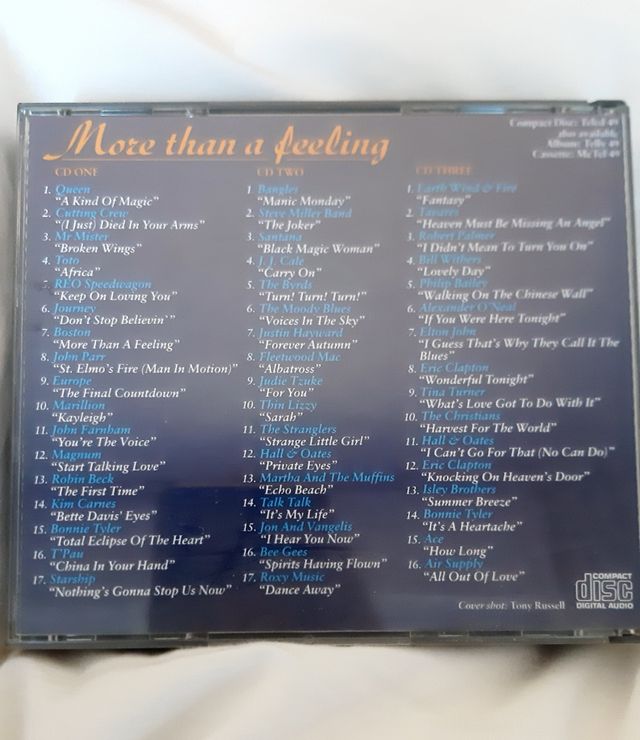 More than a feeling
Compact Disc: Telcd 49
also available
Album: Telly 49
Cassette: McTel 49
CD ONE
1. Queen
"A Kind Of Magic"
2. Cutting Crew
"(I Just) Died In Your Arms"
3. Mr Mister
"Broken Wings"
4. Toto
"Africa"
5. REO Speedwagon
"Keep On Loving You"
6. Journey
"Don't Stop Believin'"
7. Boston
"More Than A Feeling"
8. John Parr
"St. Elmo's Fire (Man In Motion)"
9. Europe
"The Final Countdown"
10. Marillion
"Kayleigh"
11. John Farnham
"You're The Voice"
12. Magnum
"Start Talking Love"
13. Robin Beck
"The First Time"
14. Kim Carnes
"Bette Davis' Eyes"
15. Bonnie Tyler
"Total Eclipse Of The Heart"
16. T'Pau
"China In Your Hand"
17. Starship
"Nothing's Gonna Stop Us Now"
CD TWO
1. Bangles
"Manic Monday"
2. Steve Miller Band
"The Joker"
3. Santana
"Black Magic Woman"
4. J. J. Cale
"Carry On"
5. The Byrds
"Turn! Turn! Turn!"
6. The Moody Blues
"Voices In The Sky"
7. Justin Hayward
"Forever Autumn"
8. Fleetwood Mac
"Albatross"
9. Judie Tzuke
"For You"
10. Thin Lizzy
"Sarah"
11. The Stranglers
"Strange Little Girl"
12. Hall & Oates
"Private Eyes"
13. Martha And The Muffins
"Echo Beach"
14. Talk Talk
"It's My Life"
15. Jon And Vangelis
"I Hear You Now"
16. Bee Gees
"Spirits Having Flown"
17. Roxy Music
"Dance Away"
CD THREE
1. Earth Wind & Fire
"Fantasy"
2. Tavares
"Heaven Must Be Missing An Angel"
3. Robert Palmer
"I Didn't Mean To Turn You On"
4. Bill Withers
"Lovely Day"
5. Philip Bailey
"Walking On The Chinese Wall"
6. Alexander O'Neal
"If You Were Here Tonight"
7. Elton John
"I Guess That's Why They Call It The
Blues"
8. Eric Clapton
"Wonderful Tonight"
9. Tina Turner
"What's Love Got To Do With It"
10. The Christians
"Harvest For The World"
11. Hall & Oates
"I Can't Go For That (No Can Do)"
12. Eric Clapton
"Knocking On Heaven's Door"
13. Isley Brothers
"Summer Breeze"
14. Bonnie Tyler
"It's A Heartache"
15. Ace
"How Long"
16. Air Supply
"All Out Of Love"
COMPACT
disc
DIGITAL AUDIO
Cover shot: Tony Russell